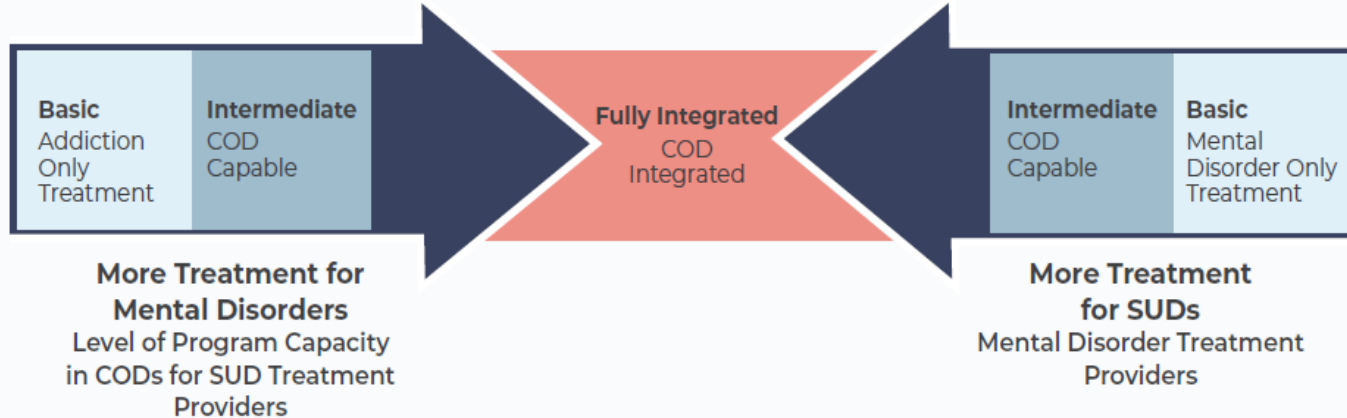 Basic
Addiction
Only
Treatment
Intermediate
COD
Capable
Fully Integrated
COD
Integrated
Intermediate
COD
Capable
Basic
Mental
Disorder Only
Treatment
More Treatment for
Mental Disorders
Level of Program Capacity
in CODs for SUD Treatment
Providers
More Treatment
for SUDs
Mental Disorder Treatment
Providers